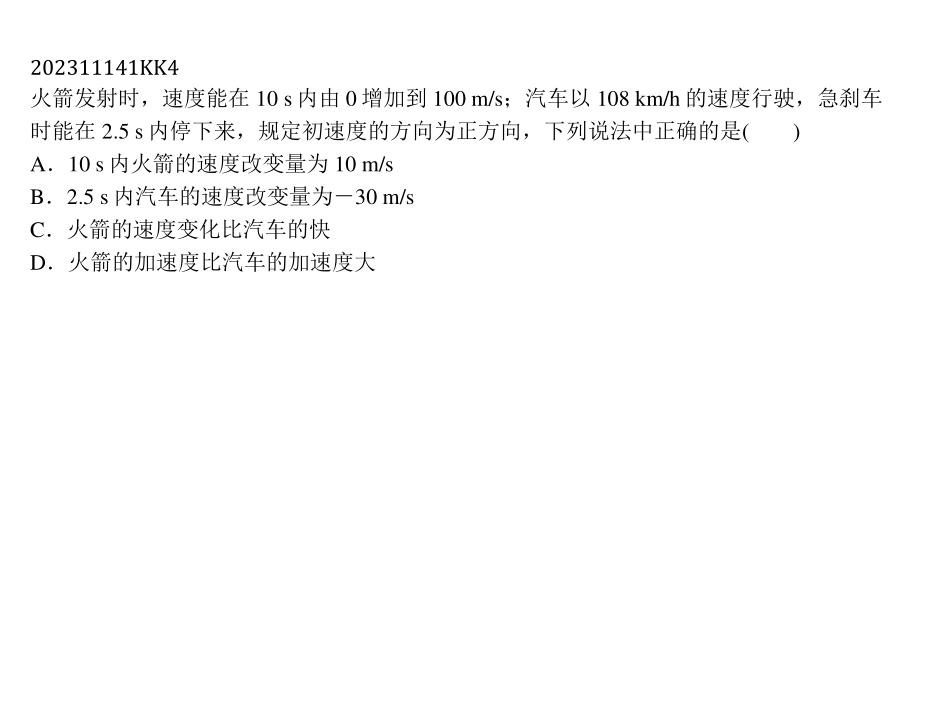 202311141KK4
火箭发射时，速度能在 10 s 内由 0 增加到 100 m/s；汽车以 108 km/h 的速度行驶，急刹车
时能在 2.5 s 内停下来，规定初速度的方向为正方向，下列说法中正确的是(　　)
A．10 s 内火箭的速度改变量为 10 m/s
B．2.5 s 内汽车的速度改变量为－30 m/s
C．火箭的速度变化比汽车的快
D．火箭的加速度比汽车的加速度大